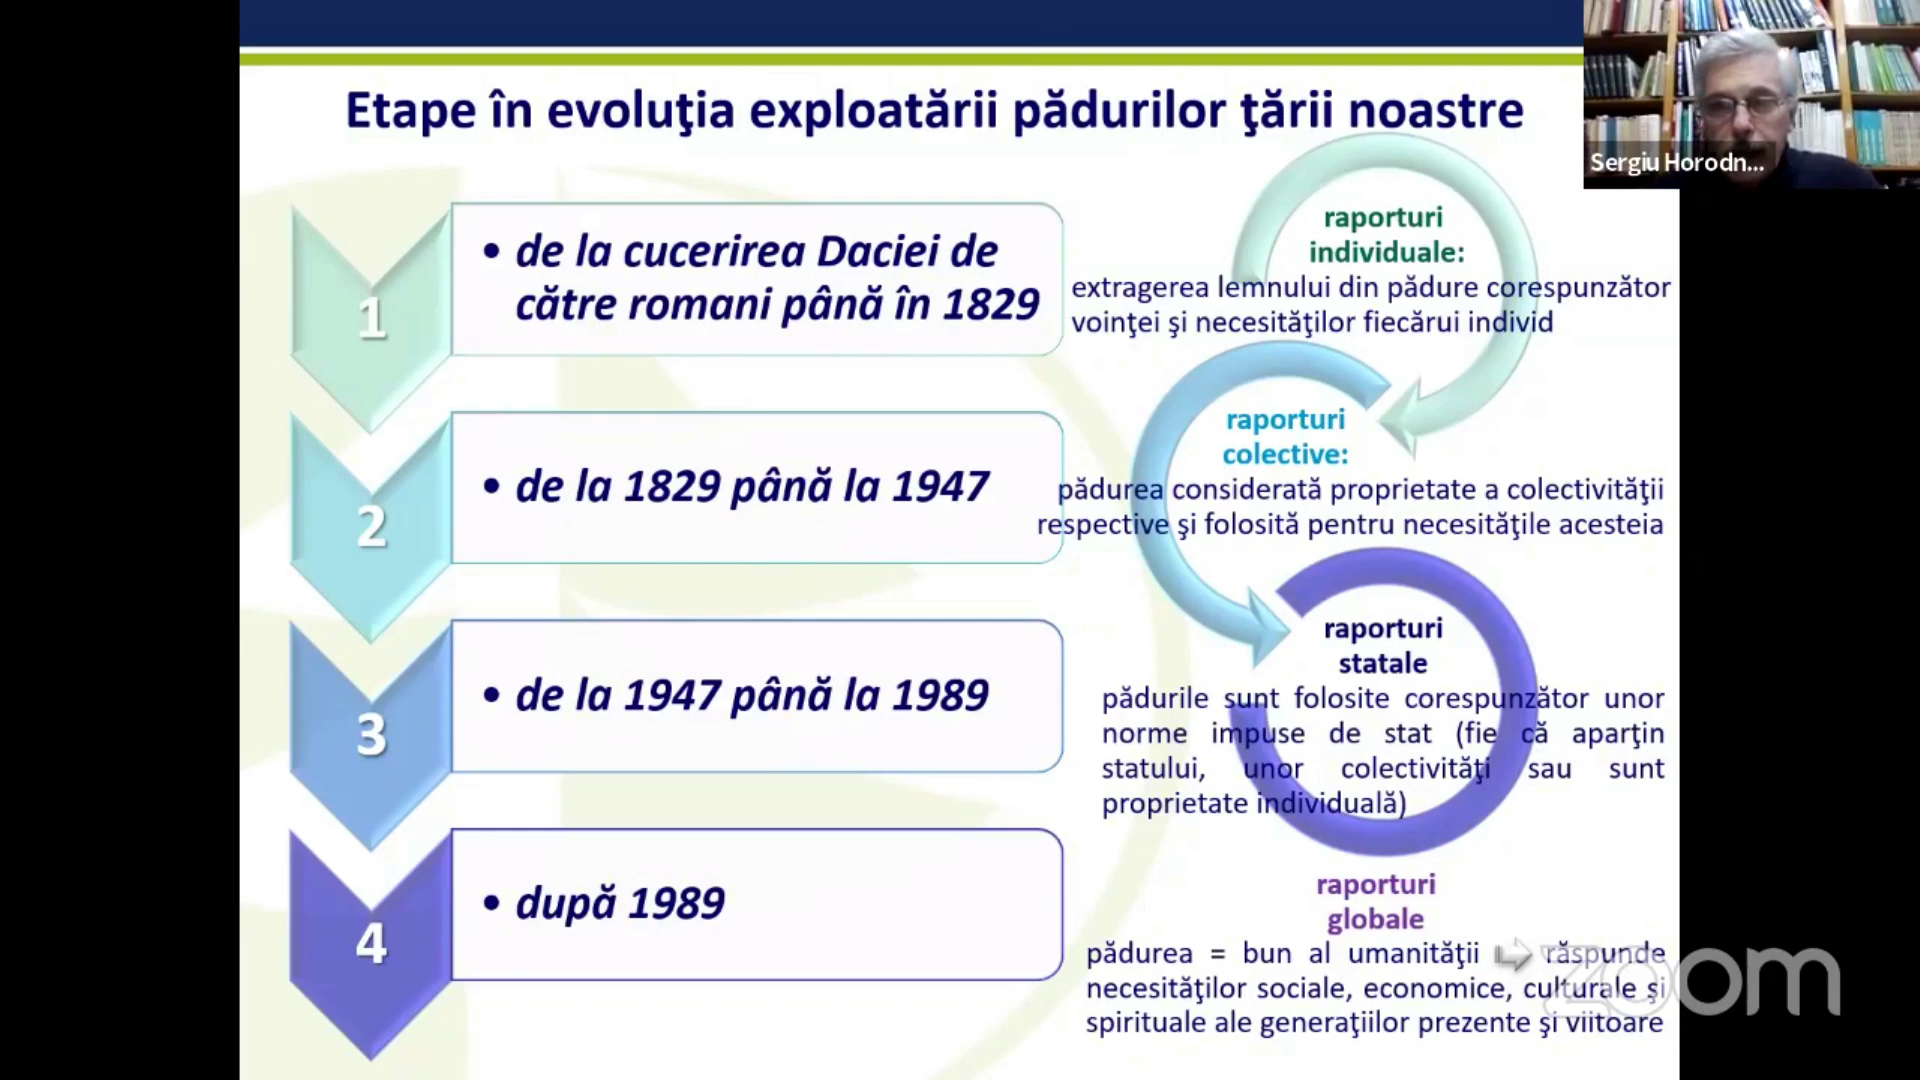 Etape în evoluţia exploatării pădurilor ţării noastre
Sergiu Horodn...
1
• de la cucerirea Daciei de
către romani până în 1829
raporturi
individuale:
extragerea lemnului din pădure corespunzător
voinţei şi necesităţilor fiecărui individ
2
• de la 1829 până la 1947
raporturi
colective:
pădurea considerată proprietate a colectivităţii
respective şi folosită pentru necesităţile acesteia
3
• de la 1947 până la 1989
raporturi
statale
pădurile sunt folosite corespunzător unor
norme impuse de stat (fie că aparţin
statului, unor colectivităţi sau sunt
proprietate individuală)
4
• după 1989
raporturi
globale
pădurea = bun al umanităţii ⇨ răspunde
necesităţilor sociale, economice, culturale şi
spirituale ale generaţiilor prezente şi viitoare
zoom